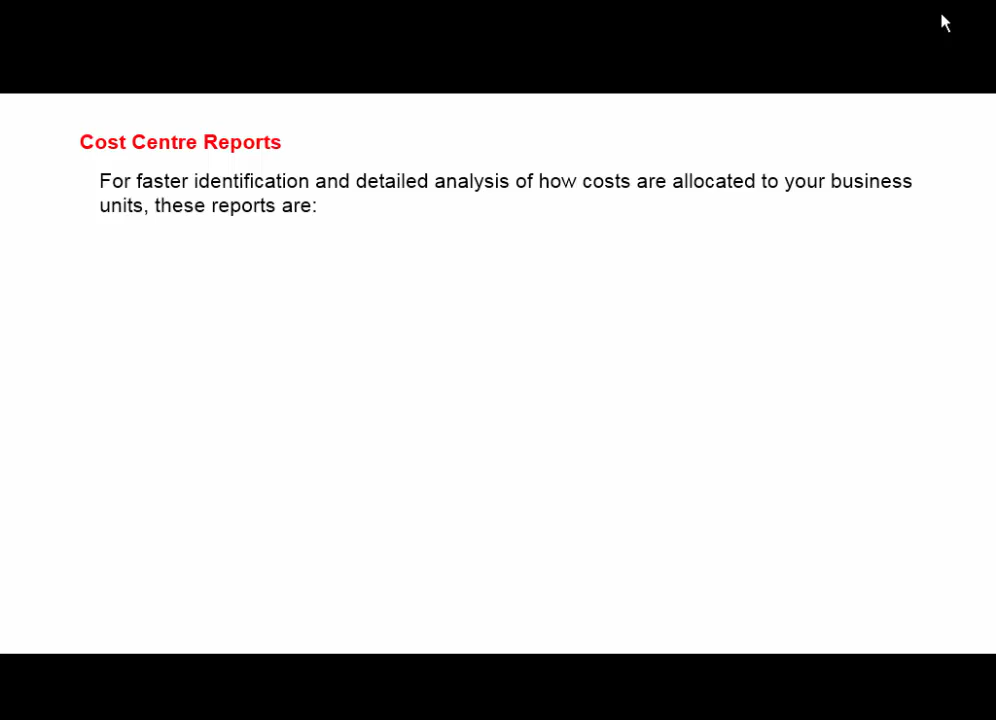 Cost Centre Reports
For faster identification and detailed analysis of how costs are allocated to your business
units, these reports are: